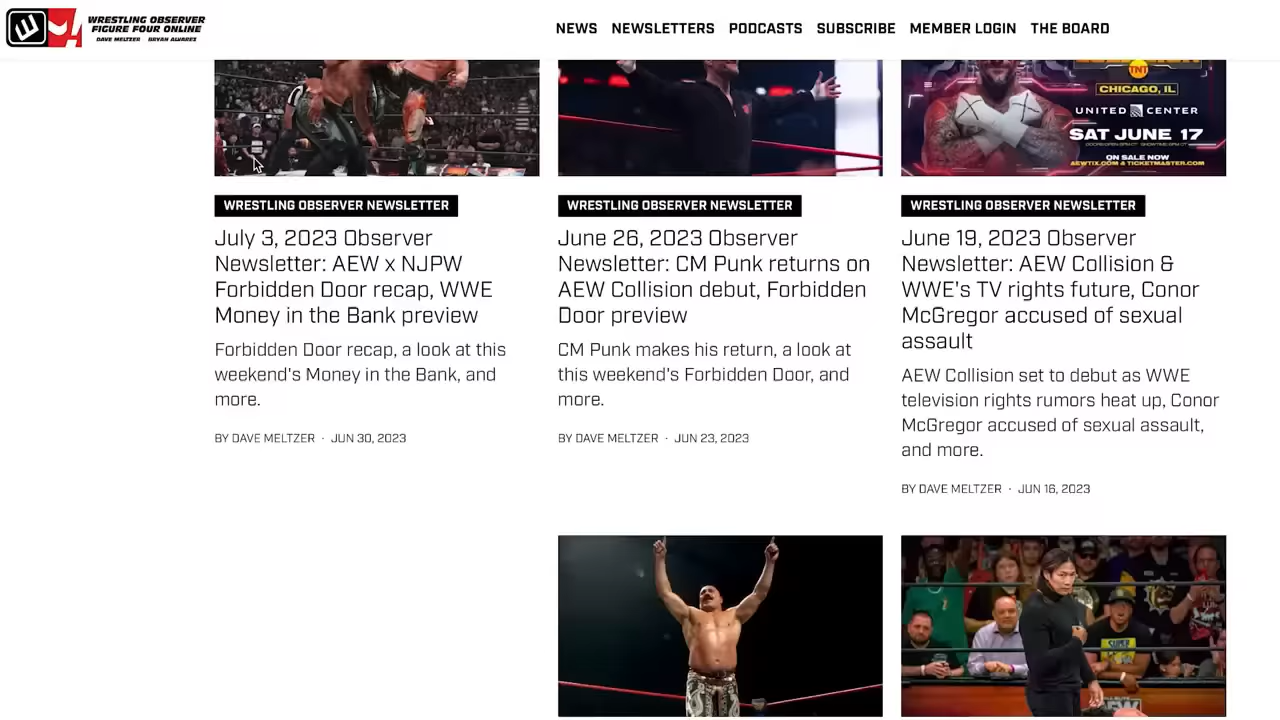 WRESTLING OBSERVER
FIGURE FOUR ONLINE
DAVE MELTZER BRYAN ALVAREZ
NEWS NEWSLETTERS PODCASTS SUBSCRIBE MEMBER LOGIN THE BOARD
TNT
CHICAGO, IL
UNITED CENTER
SAT JUNE 17
ON SALE NOW
AEWTIX.COM & TICKETMASTER.COM
WRESTLING OBSERVER NEWSLETTER
July 3, 2023 Observer
Newsletter: AEW x NJPW
Forbidden Door recap, WWE
Money in the Bank preview
Forbidden Door recap, a look at this
weekend's Money in the Bank, and
more.
BY DAVE MELTZER · JUN 30, 2023
WRESTLING OBSERVER NEWSLETTER
June 26, 2023 Observer
Newsletter: CM Punk returns on
AEW Collision debut, Forbidden
Door preview
CM Punk makes his return, a look at
this weekend's Forbidden Door, and
more.
BY DAVE MELTZER · JUN 23, 2023
WRESTLING OBSERVER NEWSLETTER
June 19, 2023 Observer
Newsletter: AEW Collision &
WWE's TV rights future, Conor
McGregor accused of sexual
assault
AEW Collision set to debut as WWE
television rights rumors heat up, Conor
McGregor accused of sexual assault,
and more.
BY DAVE MELTZER · JUN 16, 2023
SUPER
AEW